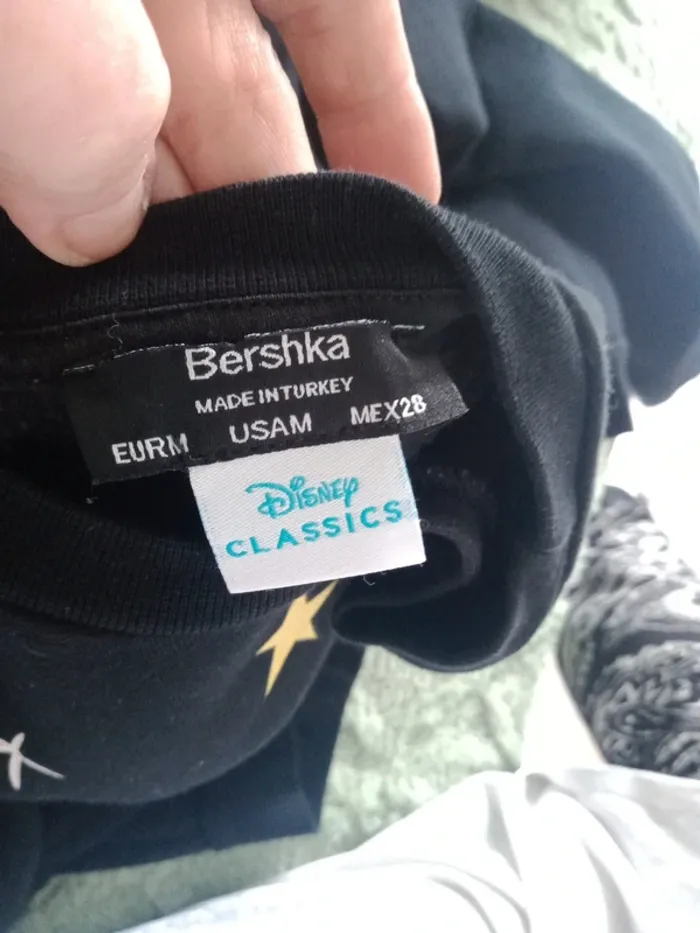 Bershka
MADE IN TURKEY
EUR M USA M MEX 28
Disney
CLASSICS